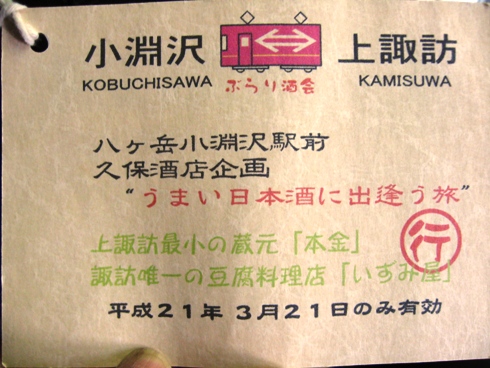 小淵沢 上諏訪
KOBUCHISAWA ぶらり酒会 KAMISUWA
八ヶ岳小淵沢駅前
久保酒店企画
“うまい日本酒に出逢う旅”
上諏訪最小の蔵元「本金」
行
諏訪唯一の豆腐料理店「いずみ屋」
平成21年 3月21日のみ有効